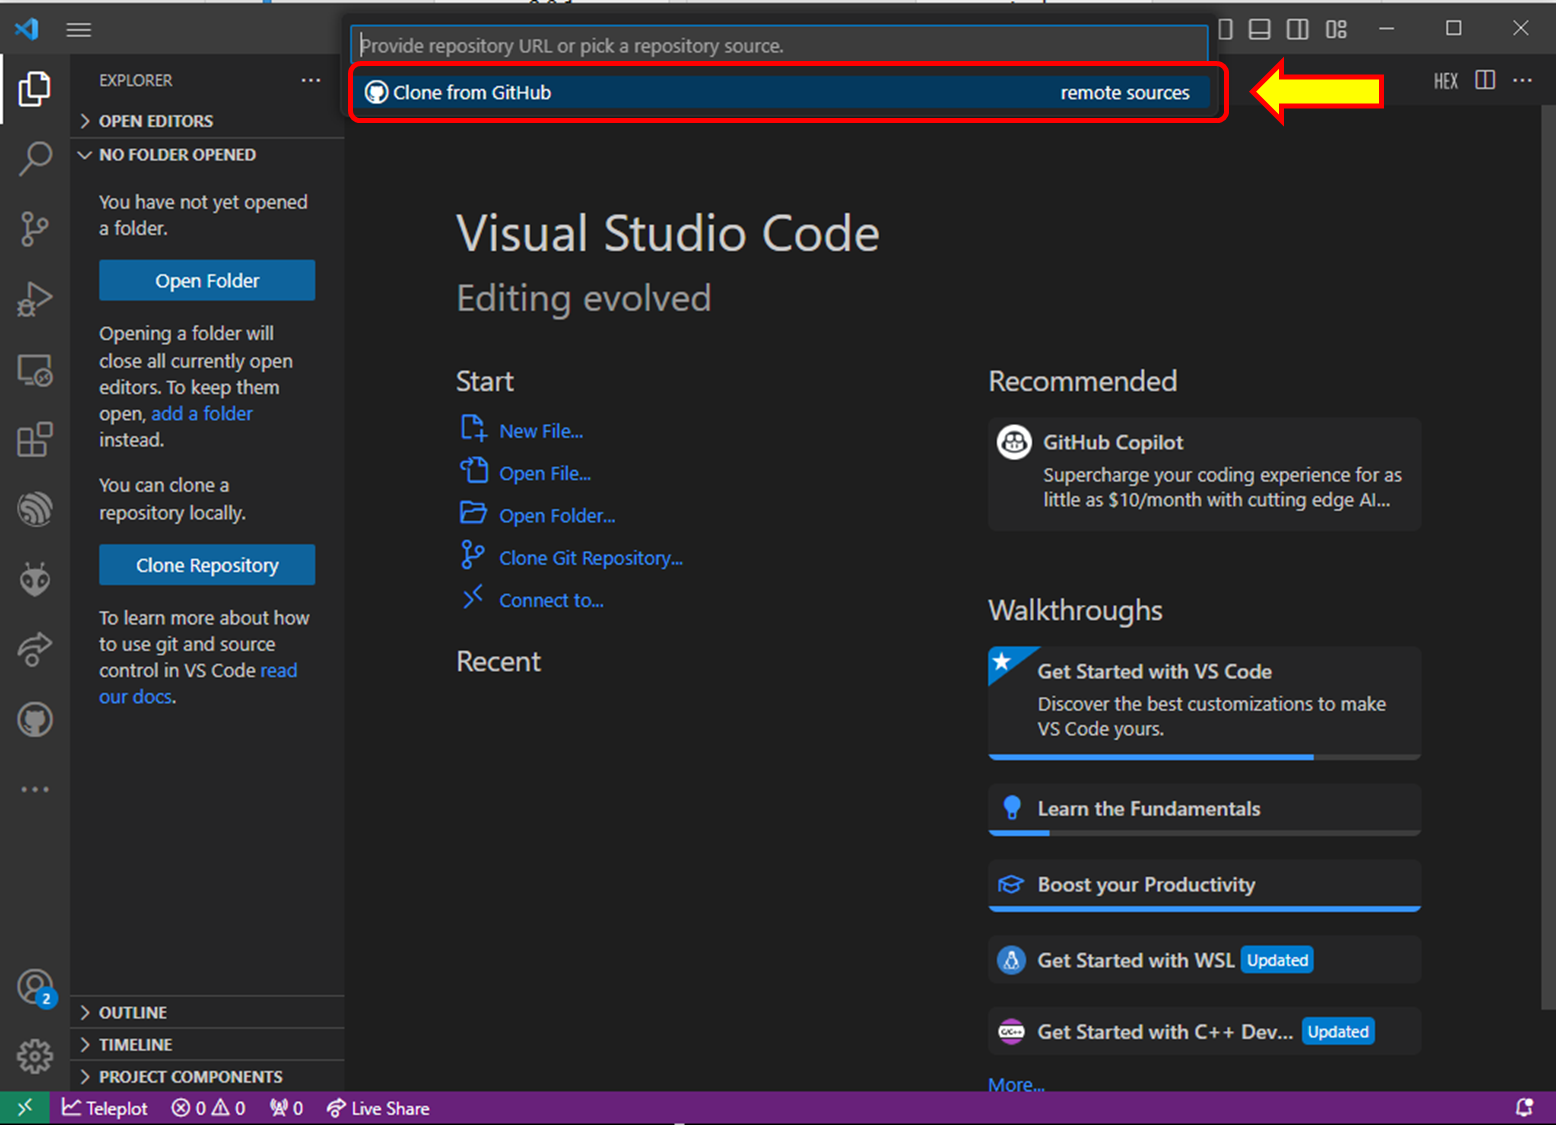 Provide repository URL or pick a repository source.
Clone from GitHub remote sources
HEX
EXPLORER
OPEN EDITORS
NO FOLDER OPENED
You have not yet opened
a folder.
Open Folder
Opening a folder will
close all currently open
editors. To keep them
open, add a folder
instead.
You can clone a
repository locally.
Clone Repository
To learn more about how
to use git and source
control in VS Code read
our docs.
2
OUTLINE
TIMELINE
PROJECT COMPONENTS
Visual Studio Code
Editing evolved
Start
New File...
Open File...
Open Folder...
Clone Git Repository...
Connect to...
Recent
Recommended
GitHub Copilot
Supercharge your coding experience for as
little as $10/month with cutting edge AI...
Walkthroughs
Get Started with VS Code
Discover the best customizations to make
VS Code yours.
Learn the Fundamentals
Boost your Productivity
Get Started with WSL Updated
C/C++ Get Started with C++ Dev... Updated
More...
Teleplot 0 0 0 Live Share